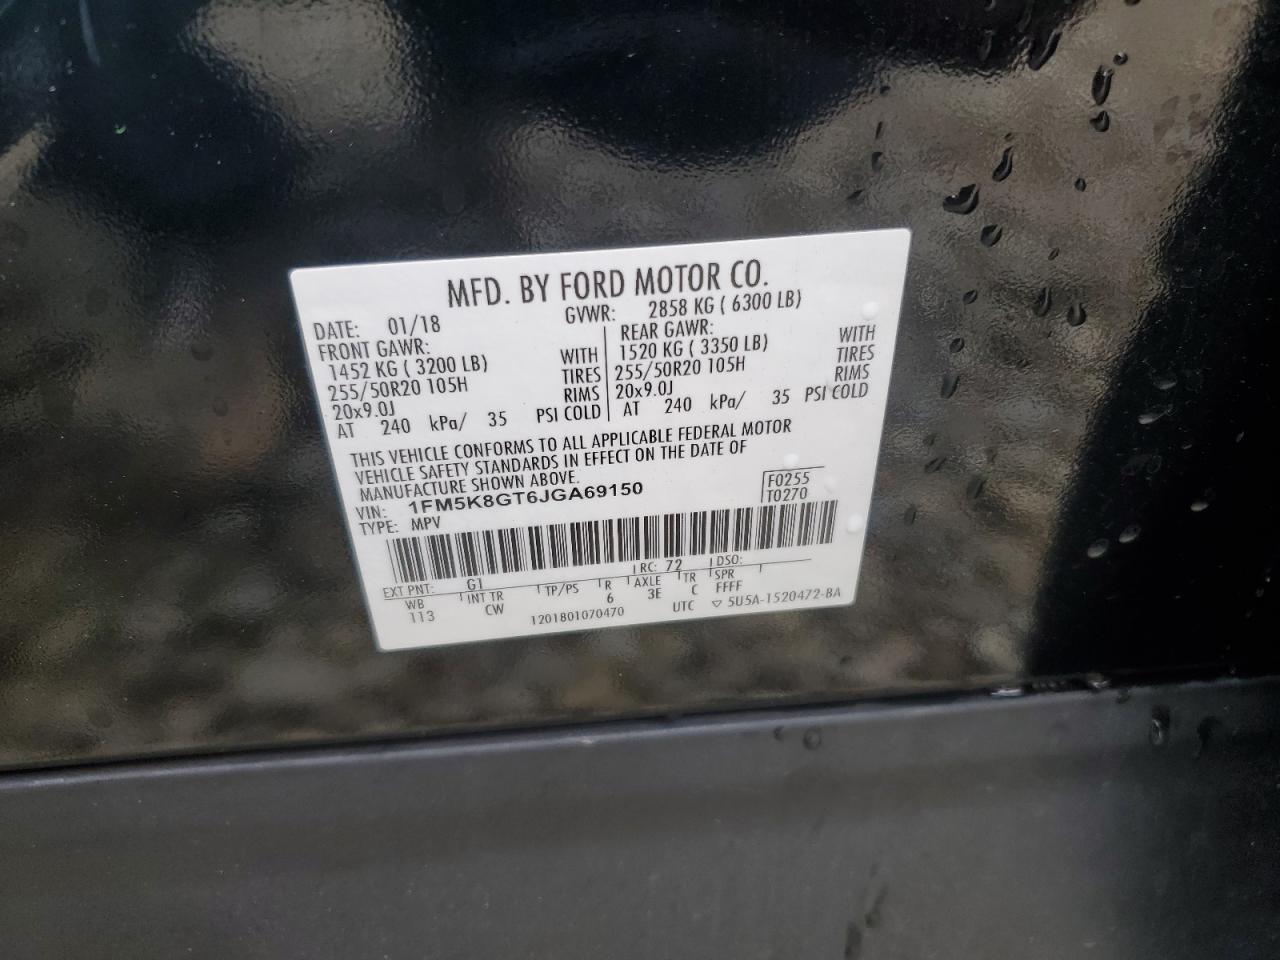 MFD. BY FORD MOTOR CO.
DATE: 01/18 GVWR: 2858 KG ( 6300 LB)
FRONT GAWR: REAR GAWR:
1452 KG ( 3200 LB) WITH 1520 KG ( 3350 LB) WITH
255/50R20 105H TIRES 255/50R20 105H TIRES
20x9.0J RIMS 20x9.0J RIMS
AT 240 kPa/ 35 PSI COLD AT 240 kPa/ 35 PSI COLD
THIS VEHICLE CONFORMS TO ALL APPLICABLE FEDERAL MOTOR
VEHICLE SAFETY STANDARDS IN EFFECT ON THE DATE OF
MANUFACTURE SHOWN ABOVE.
VIN: 1FM5K8GT6JGA69150 F0255
TYPE: MPV T0270
EXT PNT: G1 RC: 72 DSO:
WB INT TR TP/PS R AXLE TR SPR
113 CW 6 3E C FFFF
1201801070470 UTC ▽ 5U5A-1520472-BA